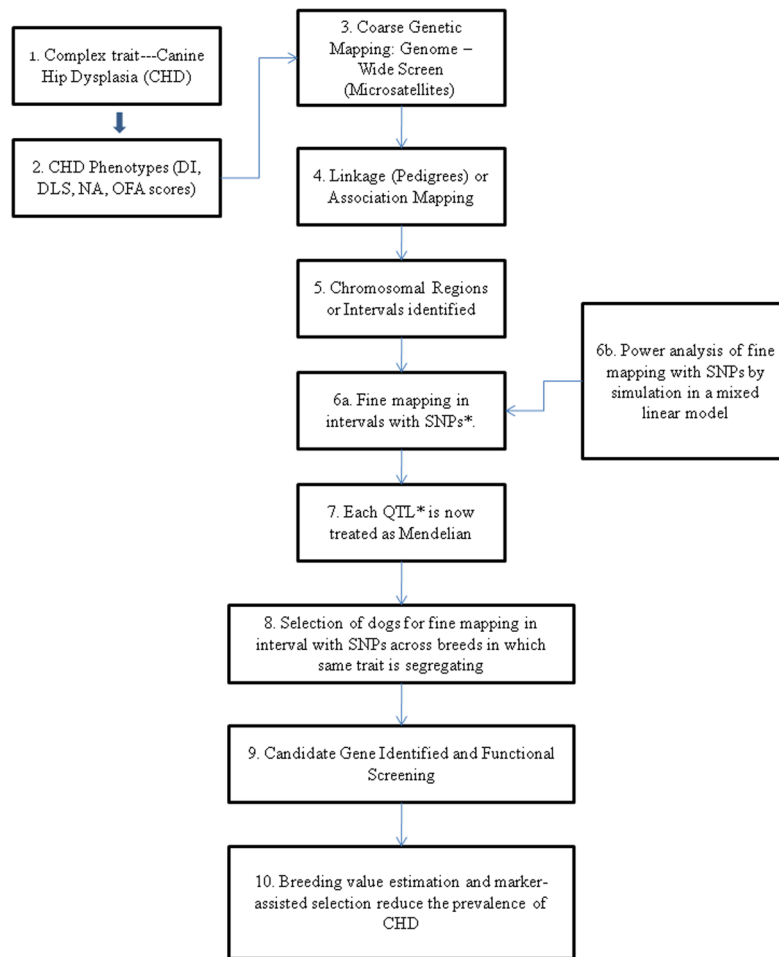 1. Complex trait---Canine
Hip Dysplasia (CHD)
2. CHD Phenotypes (DI,
DLS, NA, OFA scores)
3. Coarse Genetic
Mapping: Genome –
Wide Screen
(Microsatellites)
4. Linkage (Pedigrees) or
Association Mapping
5. Chromosomal Regions
or Intervals identified
6a. Fine mapping in
intervals with SNPs*.
6b. Power analysis of fine
mapping with SNPs by
simulation in a mixed
linear model
7. Each QTL* is now
treated as Mendelian
8. Selection of dogs for fine mapping in
interval with SNPs across breeds in which
same trait is segregating
9. Candidate Gene Identified and Functional
Screening
10. Breeding value estimation and marker-
assisted selection reduce the prevalence of
CHD